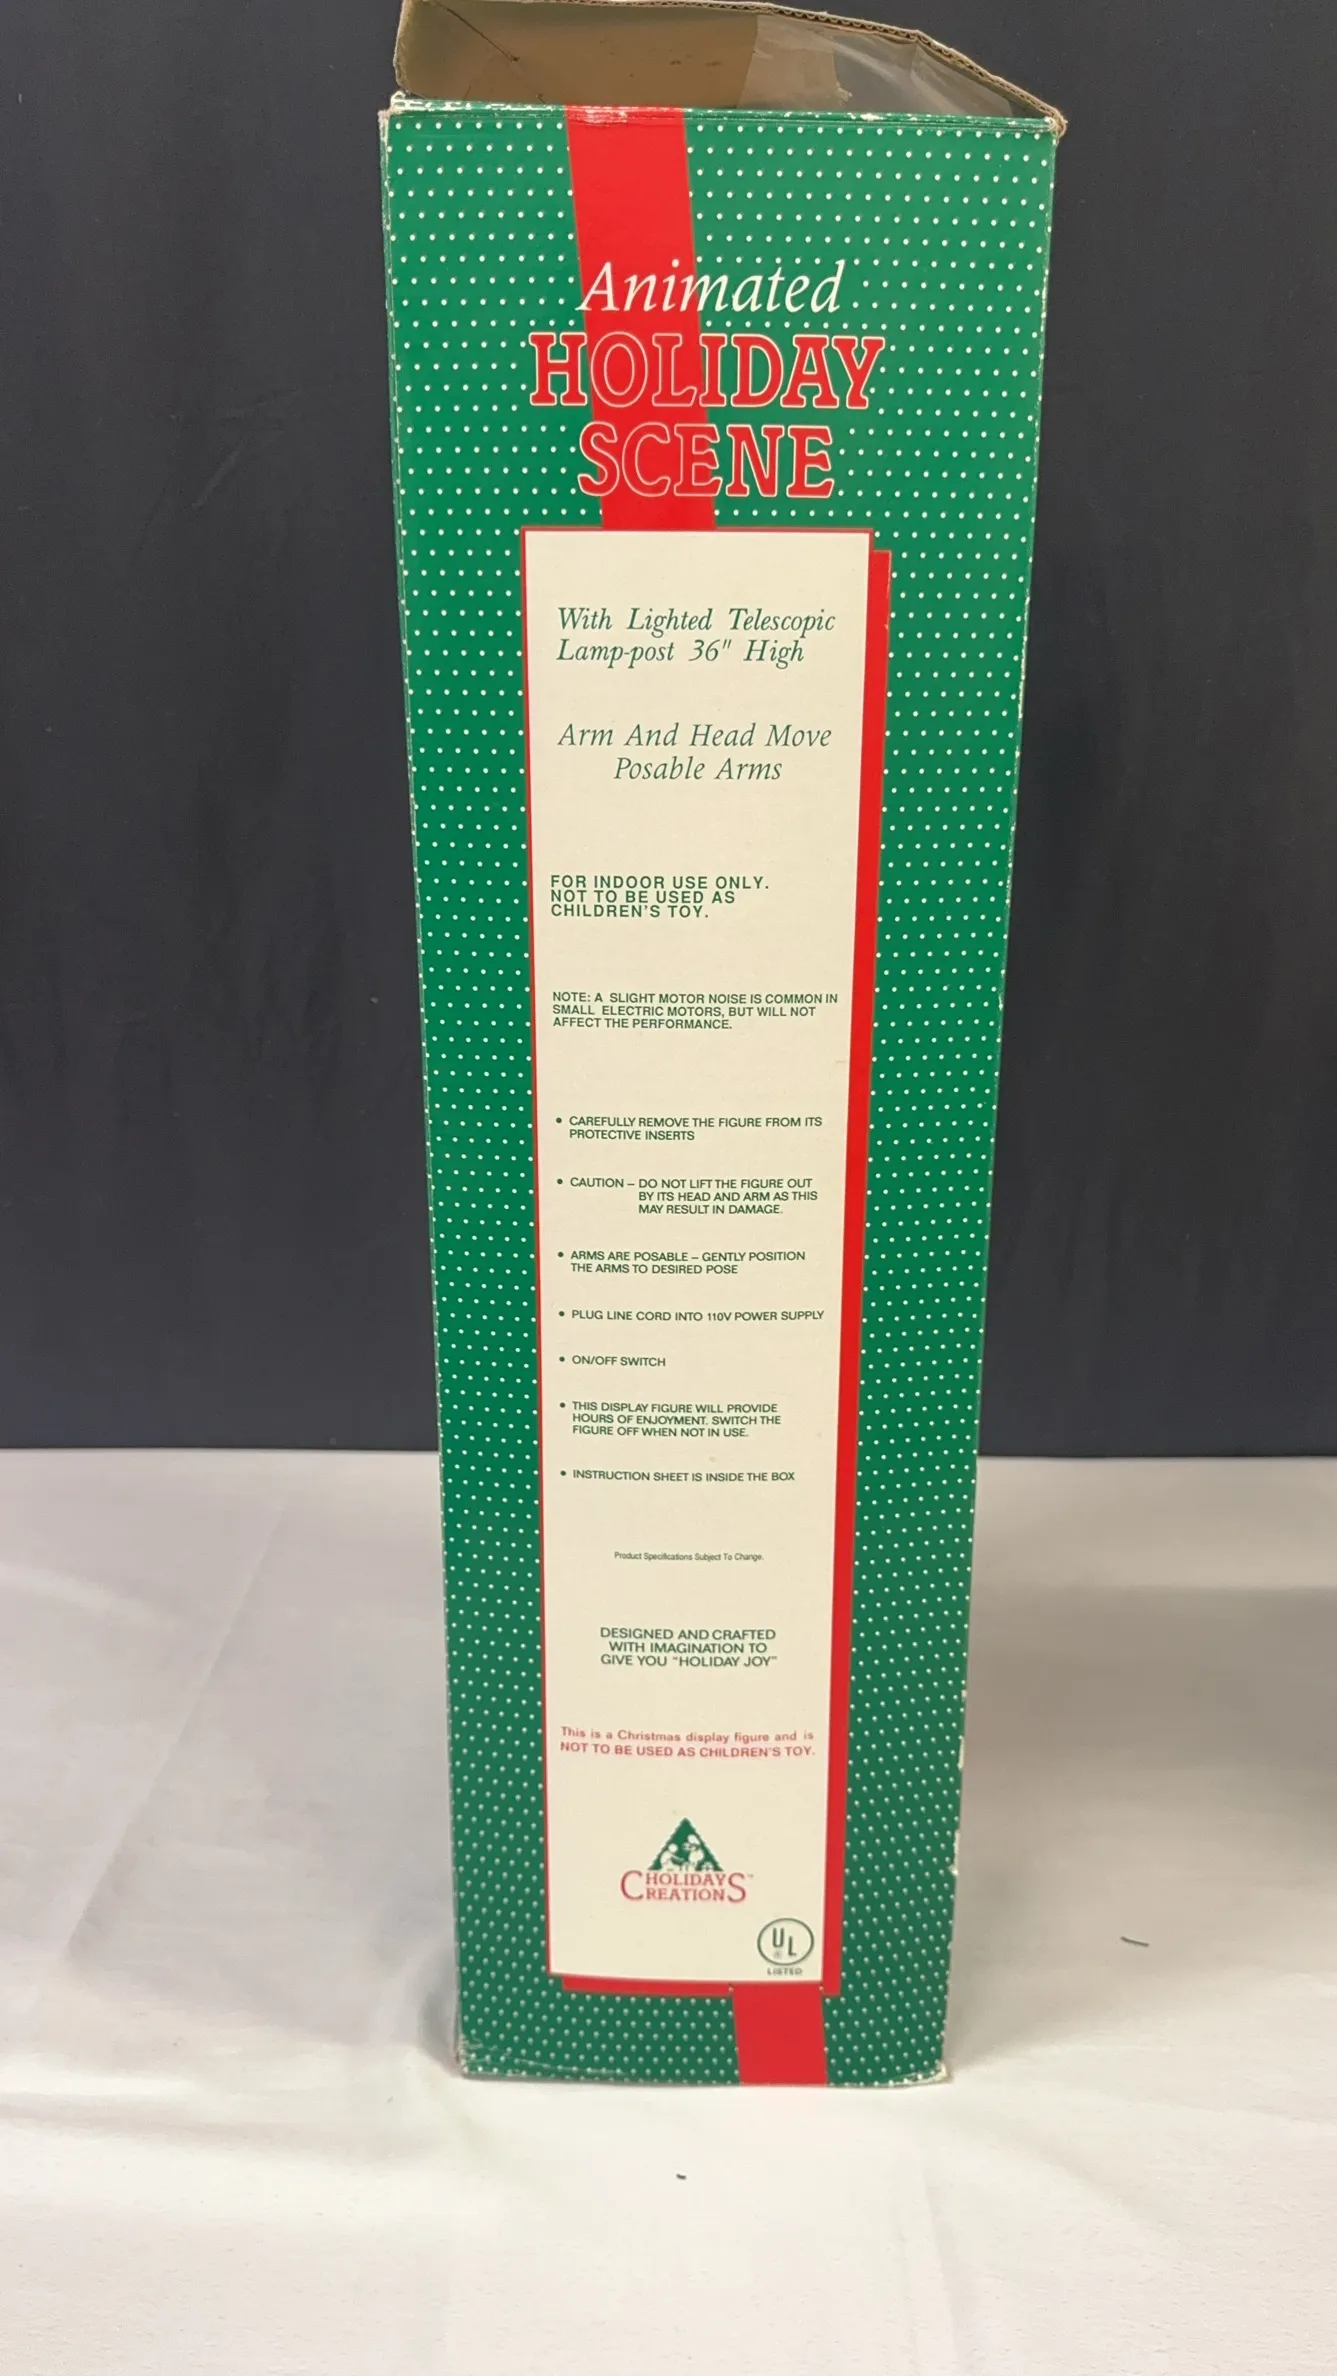 Animated
HOLIDAY
SCENE
With Lighted Telescopic
Lamp-post 36" High
Arm And Head Move
Posable Arms
FOR INDOOR USE ONLY.
NOT TO BE USED AS
CHILDREN'S TOY.
NOTE: A SLIGHT MOTOR NOISE IS COMMON IN
SMALL ELECTRIC MOTORS, BUT WILL NOT
AFFECT THE PERFORMANCE.
• CAREFULLY REMOVE THE FIGURE FROM ITS
PROTECTIVE INSERTS
• CAUTION – DO NOT LIFT THE FIGURE OUT
BY ITS HEAD AND ARM AS THIS
MAY RESULT IN DAMAGE.
• ARMS ARE POSABLE – GENTLY POSITION
THE ARMS TO DESIRED POSE
• PLUG LINE CORD INTO 110V POWER SUPPLY
• ON/OFF SWITCH
• THIS DISPLAY FIGURE WILL PROVIDE
HOURS OF ENJOYMENT. SWITCH THE
FIGURE OFF WHEN NOT IN USE.
• INSTRUCTION SHEET IS INSIDE THE BOX
Product Specifications Subject To Change.
DESIGNED AND CRAFTED
WITH IMAGINATION TO
GIVE YOU "HOLIDAY JOY"
This is a Christmas display figure and is
NOT TO BE USED AS CHILDREN'S TOY.
HOLIDAY
CREATIONS™
UL®
LISTED